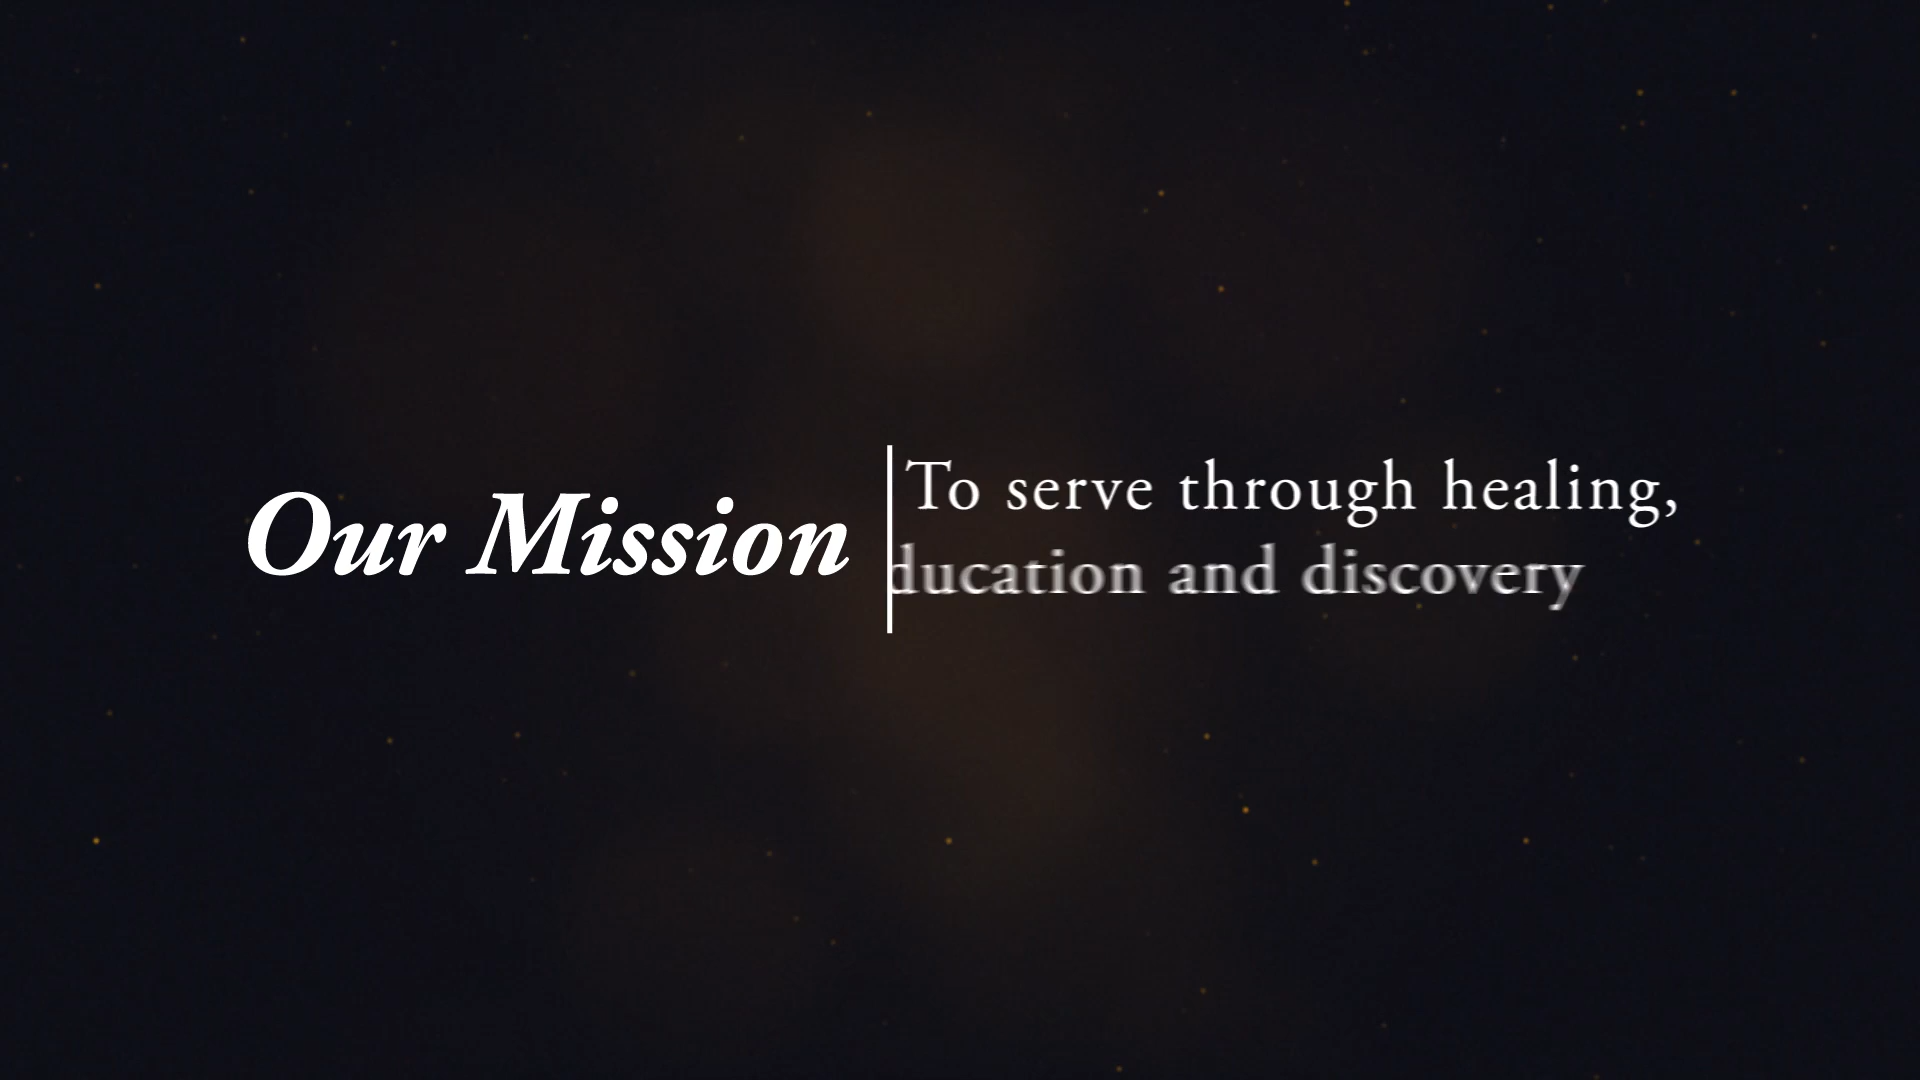 Our Mission
To serve through healing,
ducation and discovery